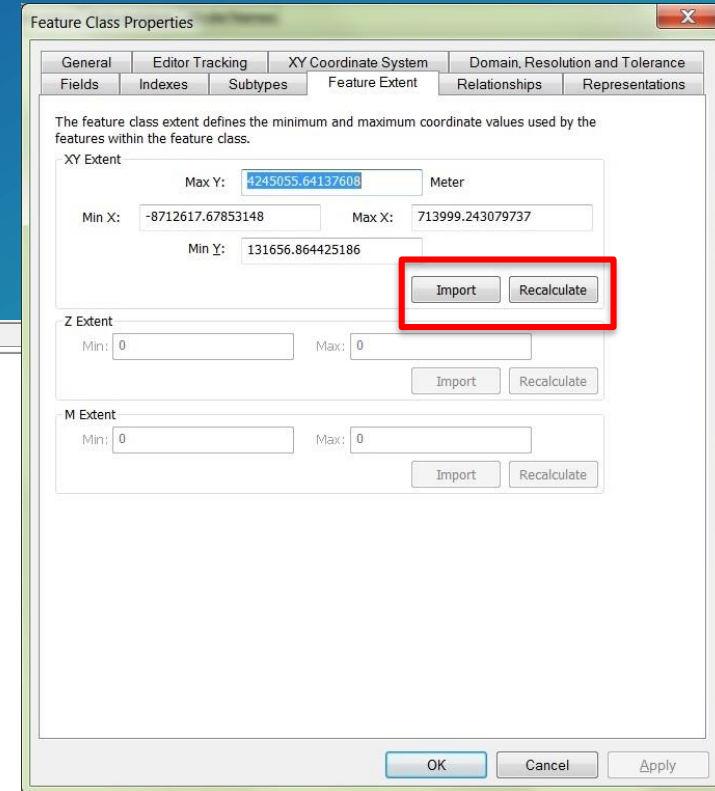 Feature Class Properties
General Editor Tracking XY Coordinate System Domain, Resolution and Tolerance
Fields Indexes Subtypes Feature Extent Relationships Representations
The feature class extent defines the minimum and maximum coordinate values used by the
features within the feature class.
XY Extent
Max Y: 4245055.64137608 Meter
Min X: -8712617.67853148 Max X: 713999.243079737
Min Y: 131656.864425186
Import Recalculate
Z Extent
Min: 0 Max: 0
Import Recalculate
M Extent
Min: 0 Max: 0
Import Recalculate
OK Cancel Apply